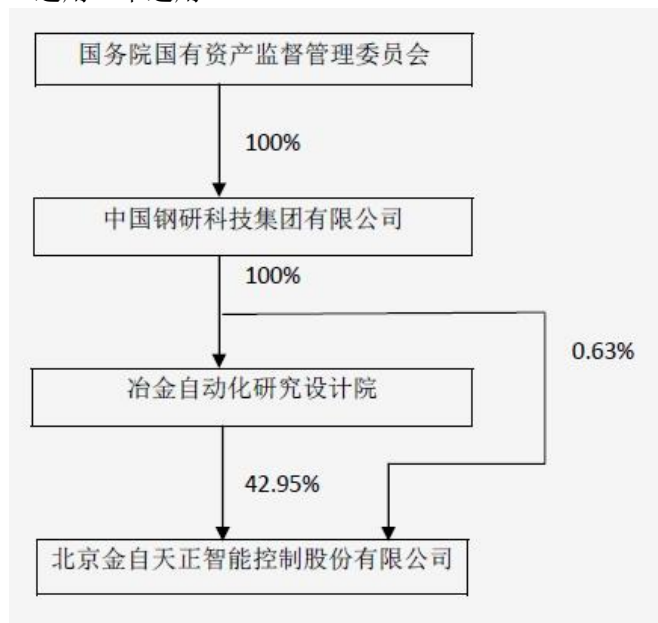 国务院国有资产监督管理委员会
100%
中国钢研科技集团有限公司
100%
0.63%
冶金自动化研究设计院
42.95%
北京金自天正智能控制股份有限公司